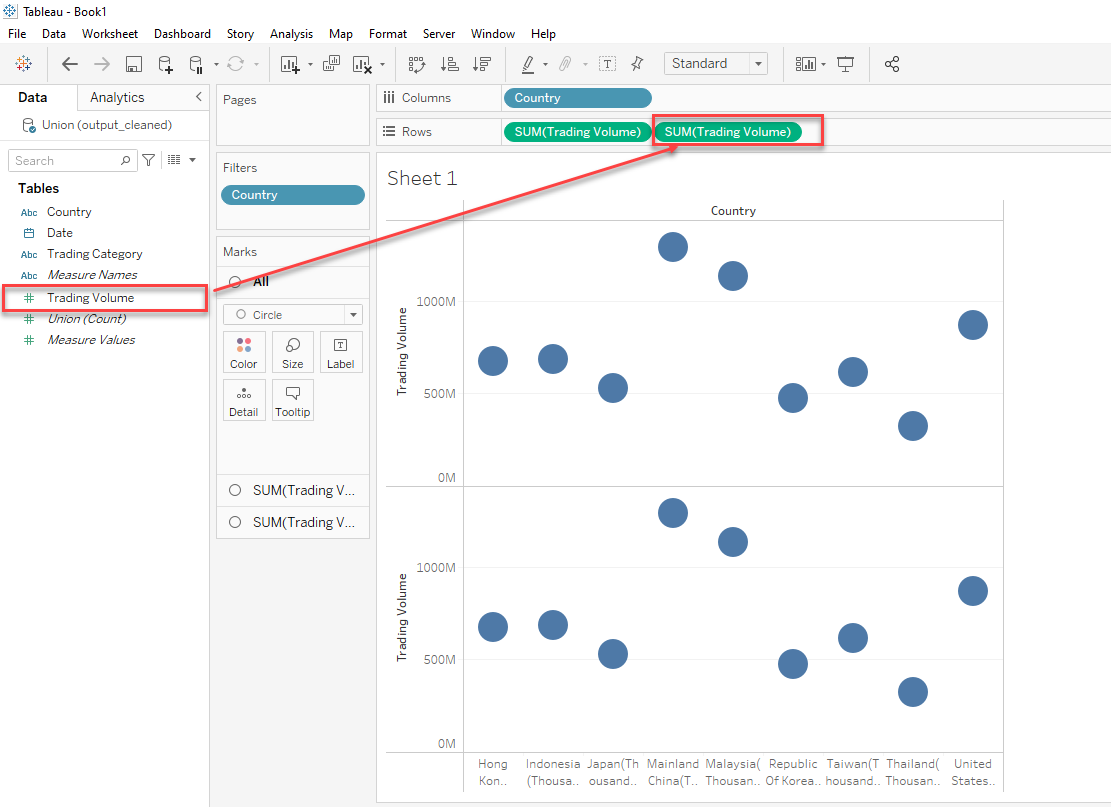 Tableau - Book1
File Data Worksheet Dashboard Story Analysis Map Format Server Window Help
Standard
Data Analytics
Union (output_cleaned)
Search
Tables
Abc Country
Date
Abc Trading Category
Abc Measure Names
# Trading Volume
# Union (Count)
# Measure Values
Pages
Filters
Country
Marks
All
Circle
Color Size Label
Detail Tooltip
SUM(Trading V...
SUM(Trading V...
Columns Country
Rows SUM(Trading Volume) SUM(Trading Volume)
Sheet 1
Country
Trading Volume
1000M
500M
0M
Trading Volume
1000M
500M
0M
Hong
Kon..
Indonesia
(Thousa..
Japan(Th
ousand..
Mainland
China(T..
Malaysia(
Thousan..
Republic
Of Korea..
Taiwan(T
housand..
Thailand(
Thousan..
United
States..